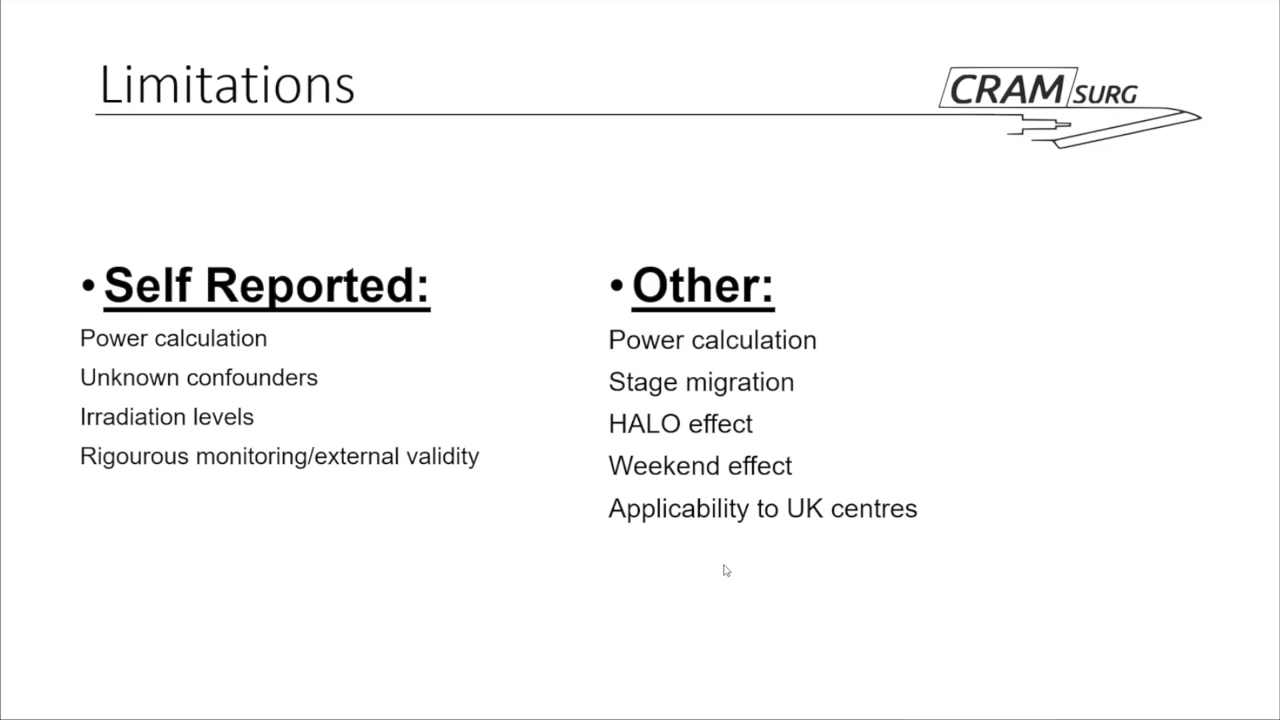 Limitations
CRAM SURG
• Self Reported:
Power calculation
Unknown confounders
Irradiation levels
Rigourous monitoring/external validity
• Other:
Power calculation
Stage migration
HALO effect
Weekend effect
Applicability to UK centres